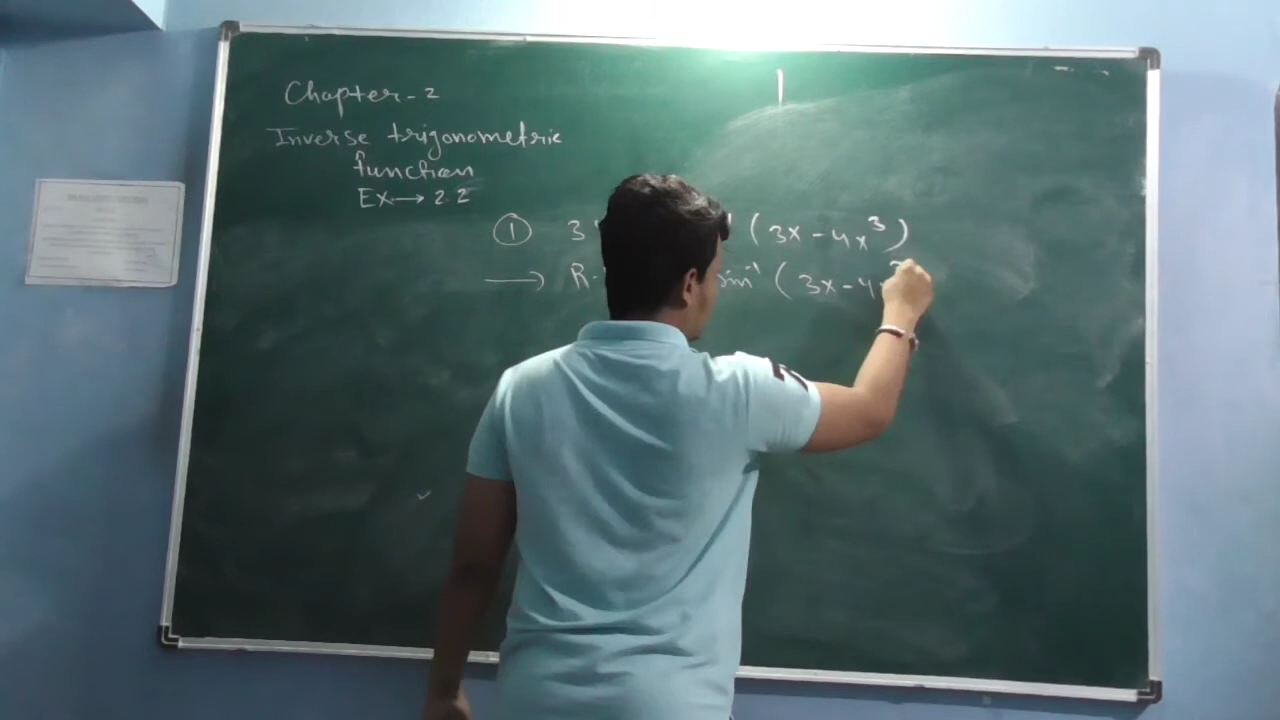 Chapter-2
Inverse trigonometric
function
Ex→ 2.2
① 3 (3x-4x³)
→ R. sin⁻¹ (3x-4